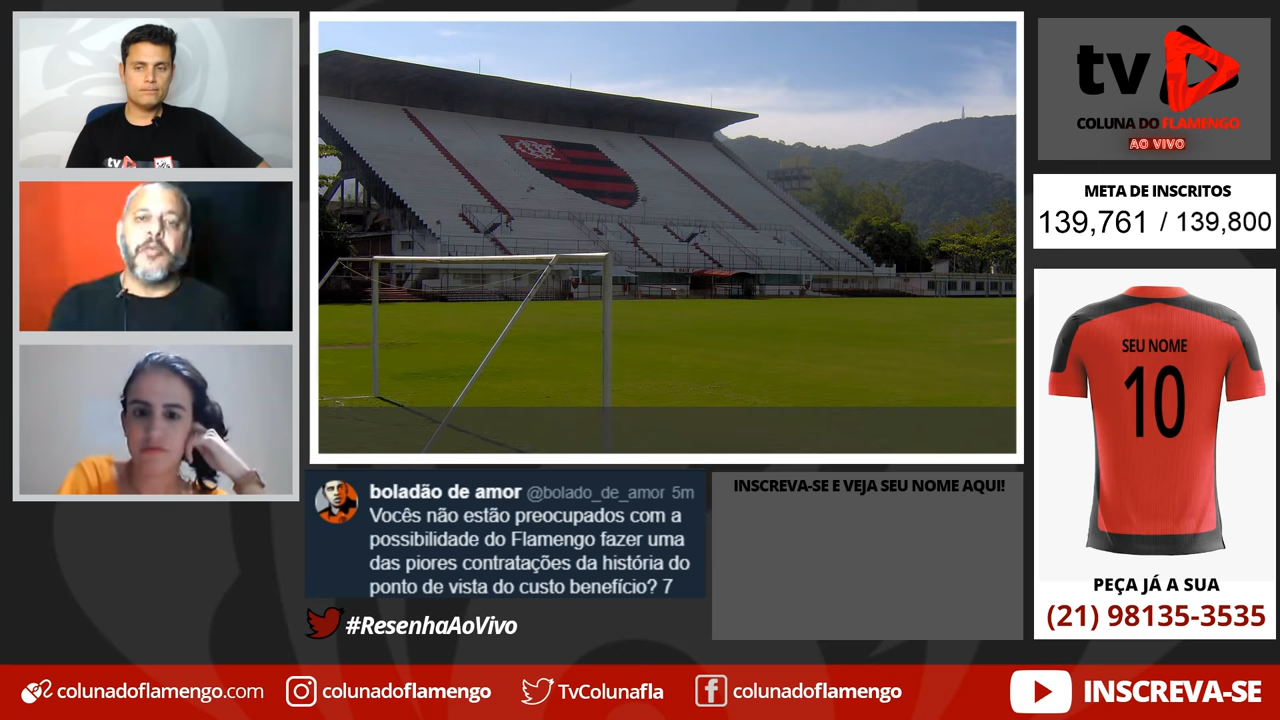 tv
COLUNA DO FLAMENGO
AO VIVO
META DE INSCRITOS
139,761 / 139,800
SEU NOME
10
PEÇA JÁ A SUA
(21) 98135-3535
boladão de amor @bolado_de_amor 5m
Vocês não estão preocupados com a
possibilidade do Flamengo fazer uma
das piores contratações da história do
ponto de vista do custo benefício? 7
#ResenhaAoVivo
INSCREVA-SE E VEJA SEU NOME AQUI!
colunadoflamengo.com
colunadoflamengo
TvColunafla
colunadoflamengo
INSCREVA-SE